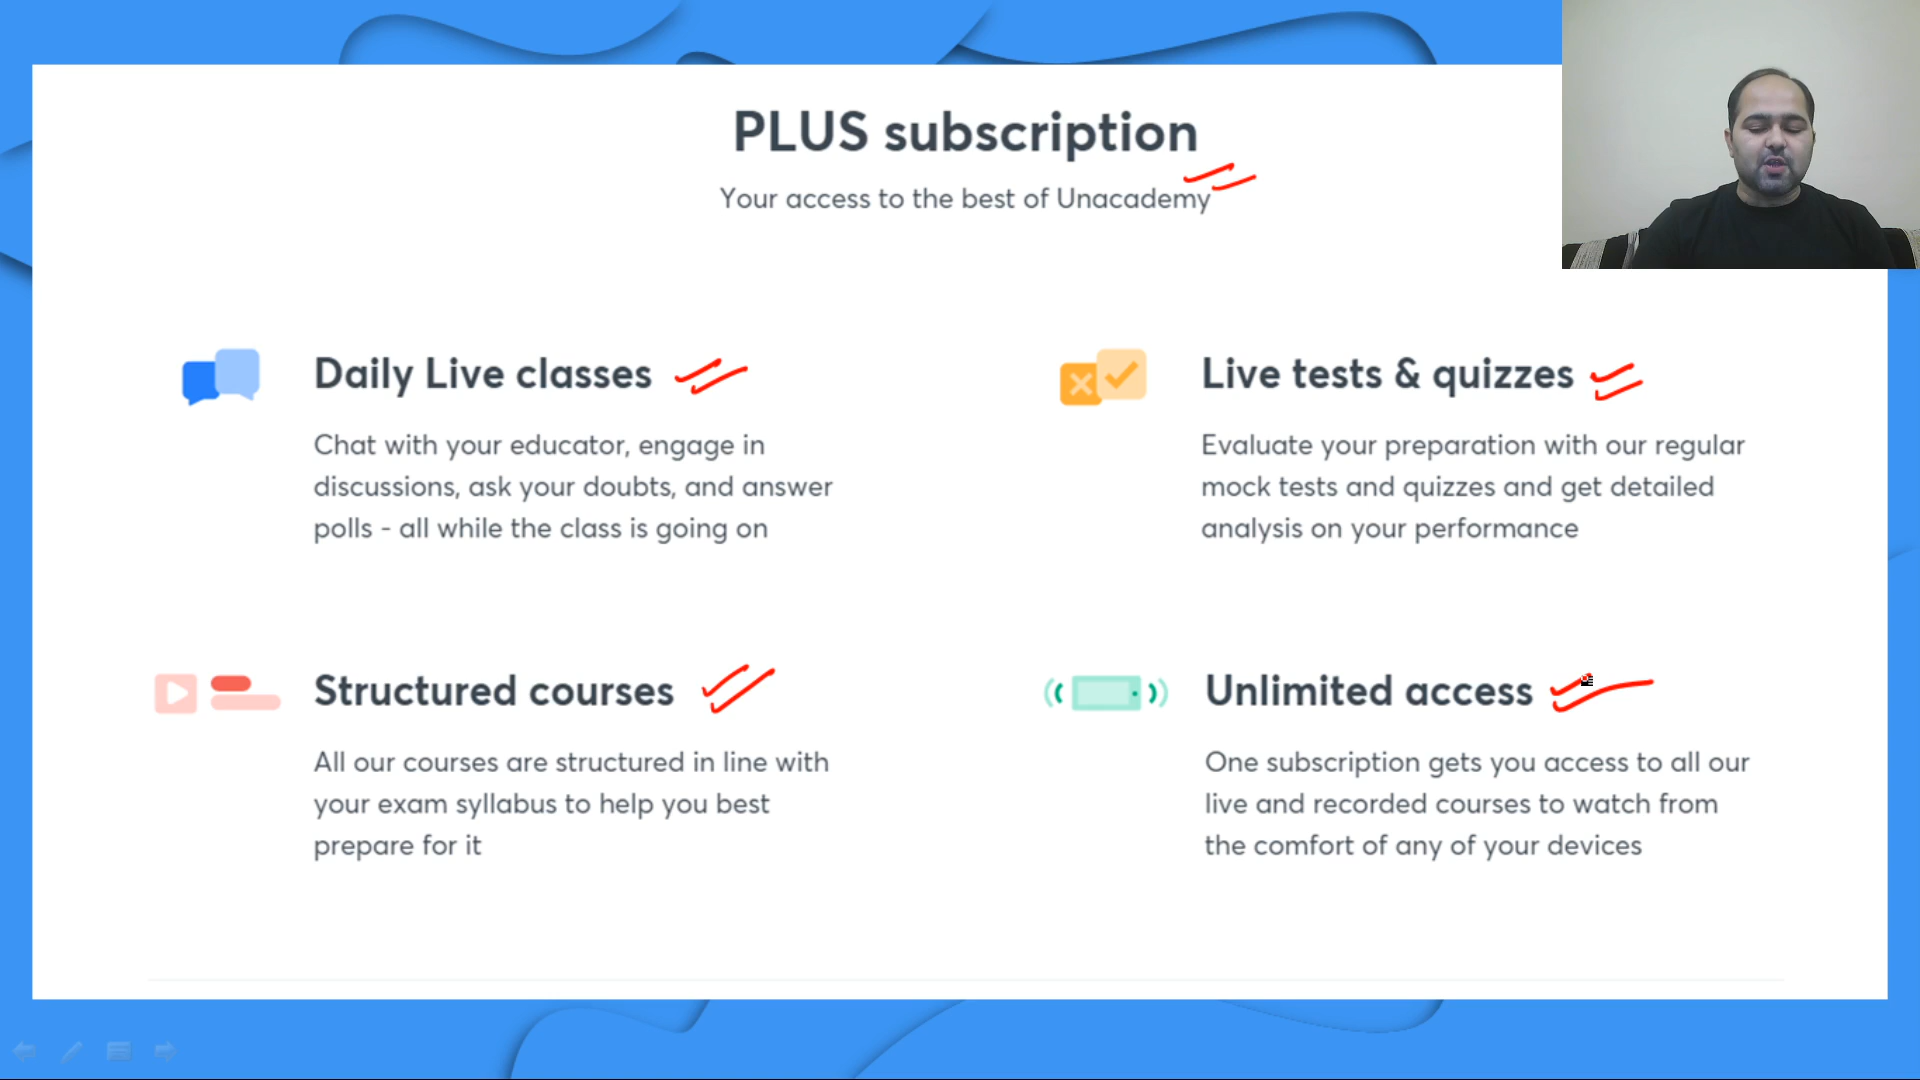 PLUS subscription
Your access to the best of Unacademy
Daily Live classes
Chat with your educator, engage in
discussions, ask your doubts, and answer
polls - all while the class is going on
Live tests & quizzes
Evaluate your preparation with our regular
mock tests and quizzes and get detailed
analysis on your performance
Structured courses
All our courses are structured in line with
your exam syllabus to help you best
prepare for it
Unlimited access
One subscription gets you access to all our
live and recorded courses to watch from
the comfort of any of your devices